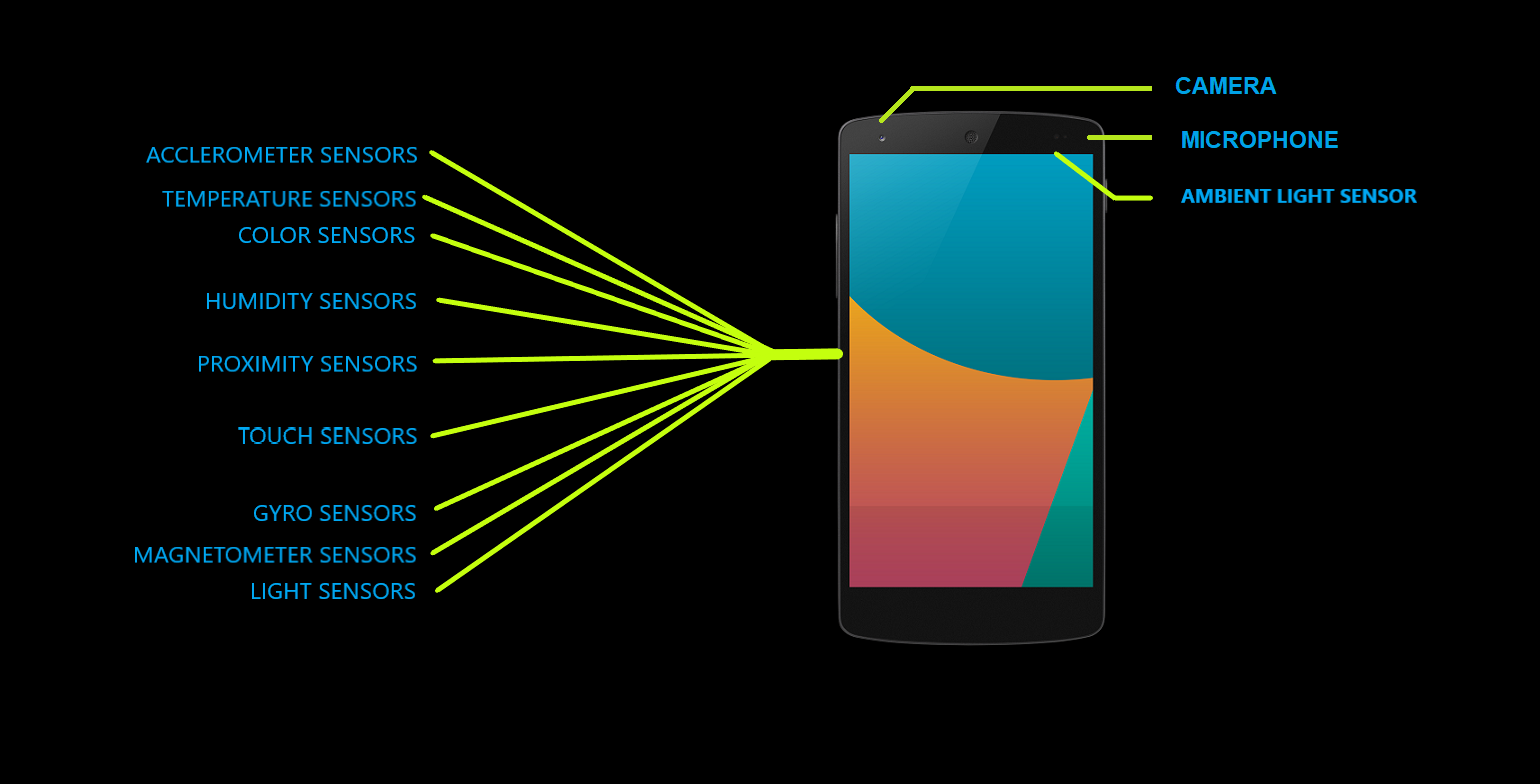 ACCLEROMETER SENSORS
TEMPERATURE SENSORS
COLOR SENSORS
HUMIDITY SENSORS
PROXIMITY SENSORS
TOUCH SENSORS
GYRO SENSORS
MAGNETOMETER SENSORS
LIGHT SENSORS
CAMERA
MICROPHONE
AMBIENT LIGHT SENSOR